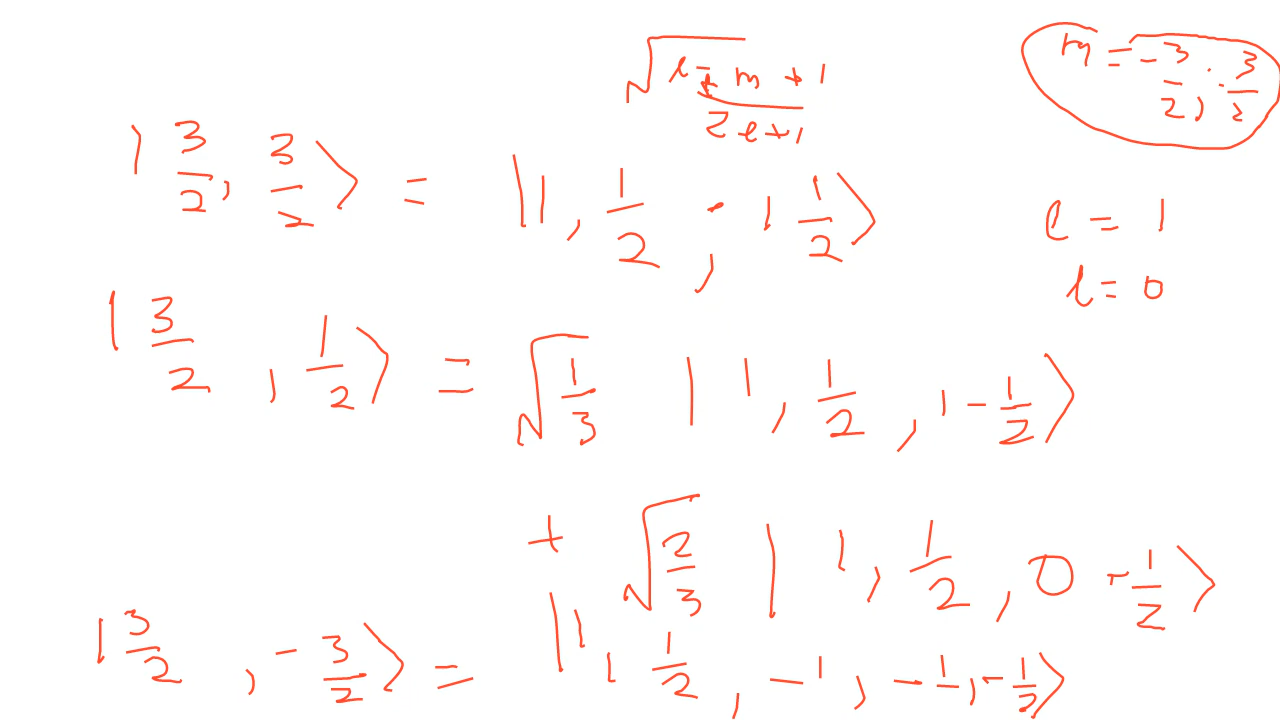 √((l ± m + 1)/(2l + 1))
m = -3/2, ·3/2
|3/2, 3/2⟩ = |1, 1/2, 1 1/2⟩
l = 1
l = 0
|3/2, 1/2⟩ = √(1/3) |1, 1/2, 1 -1/2⟩
+ √(2/3) |1, 1/2, 0 -1/2⟩
|3/2, -3/2⟩ = |1, 1/2, -1, -1, -1/2⟩